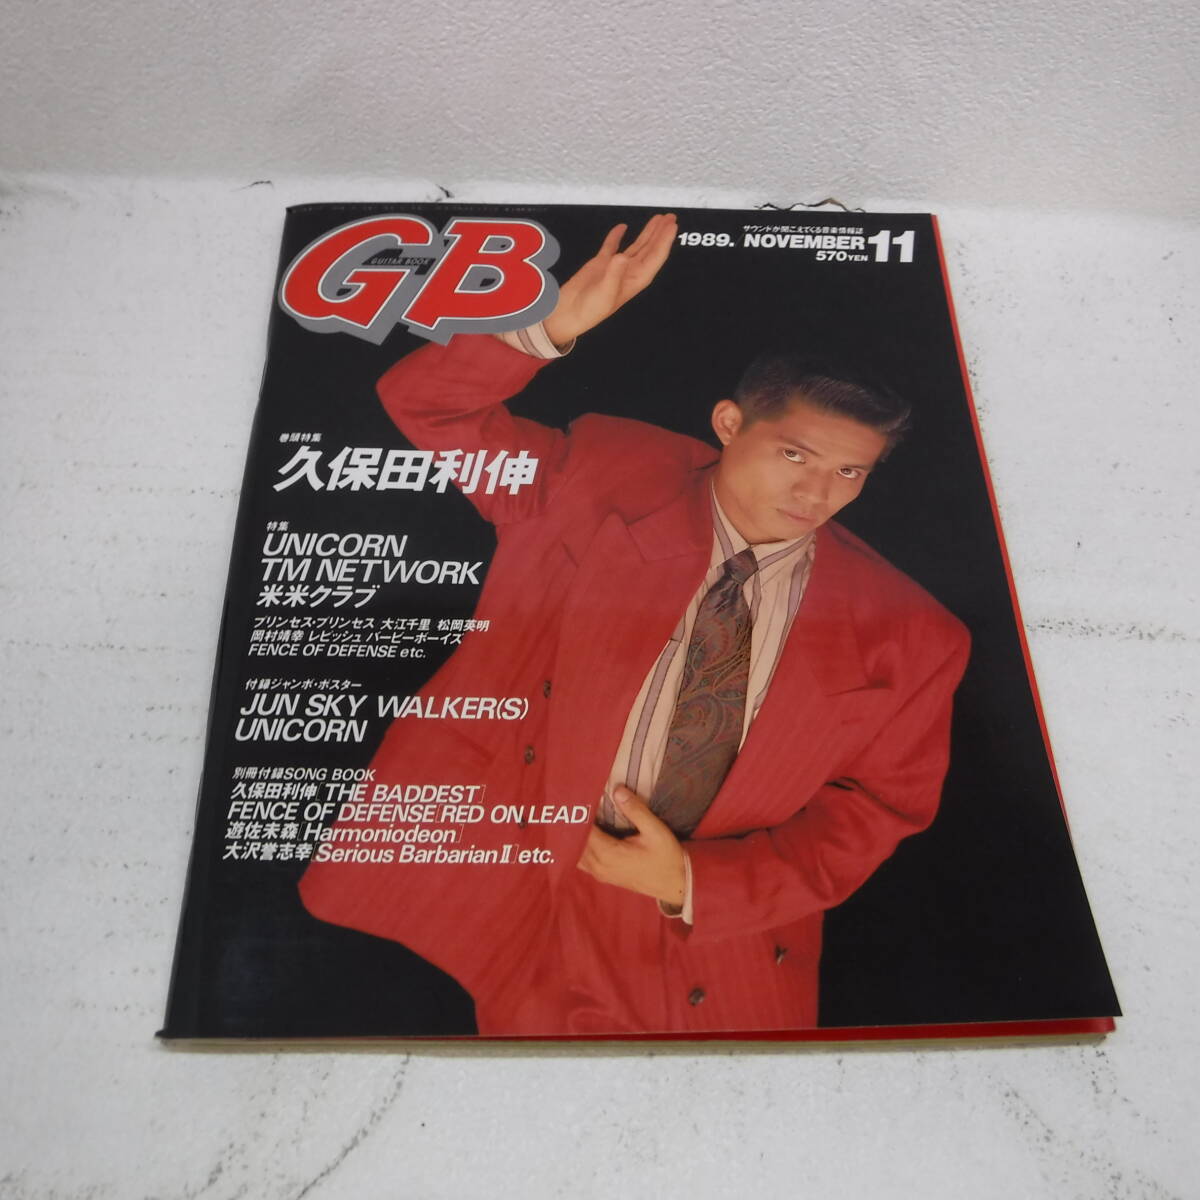 GB
GUITAR BOOK
サウンドが聞こえてくる音楽情報誌
1989. NOVEMBER 11
570YEN
巻頭特集
久保田利伸
特集
UNICORN
TM NETWORK
米米クラブ
プリンセス・プリンセス 大江千里 松岡英明
岡村靖幸 レピッシュ バービーボーイズ
FENCE OF DEFENSE etc.
付録ジャンボ・ポスター
JUN SKY WALKER(S)
UNICORN
別冊付録SONG BOOK
久保田利伸[THE BADDEST]
FENCE OF DEFENSE[RED ON LEAD]
遊佐未森[Harmoniodeon]
大沢誉志幸[Serious Barbarian II]etc.